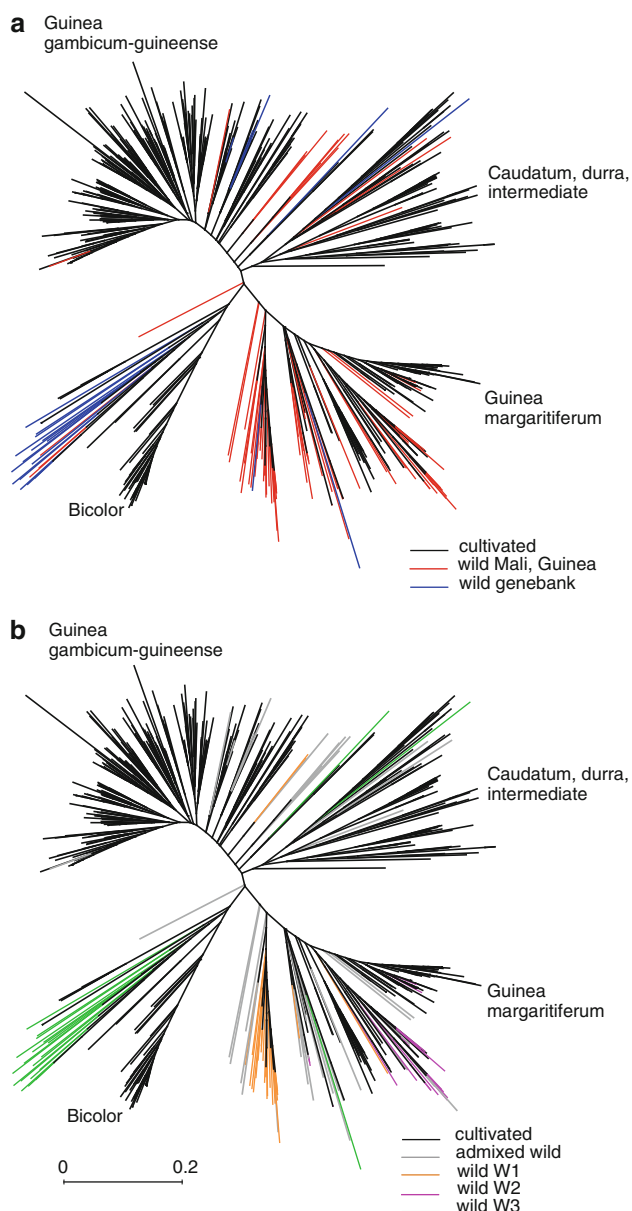 a
Guinea
gambicum-guineense
Caudatum, durra,
intermediate
Guinea
margaritiferum
Bicolor
cultivated
wild Mali, Guinea
wild genebank
b
Guinea
gambicum-guineense
Caudatum, durra,
intermediate
Guinea
margaritiferum
Bicolor
cultivated
admixed wild
wild W1
wild W2
wild W3
0 0.2